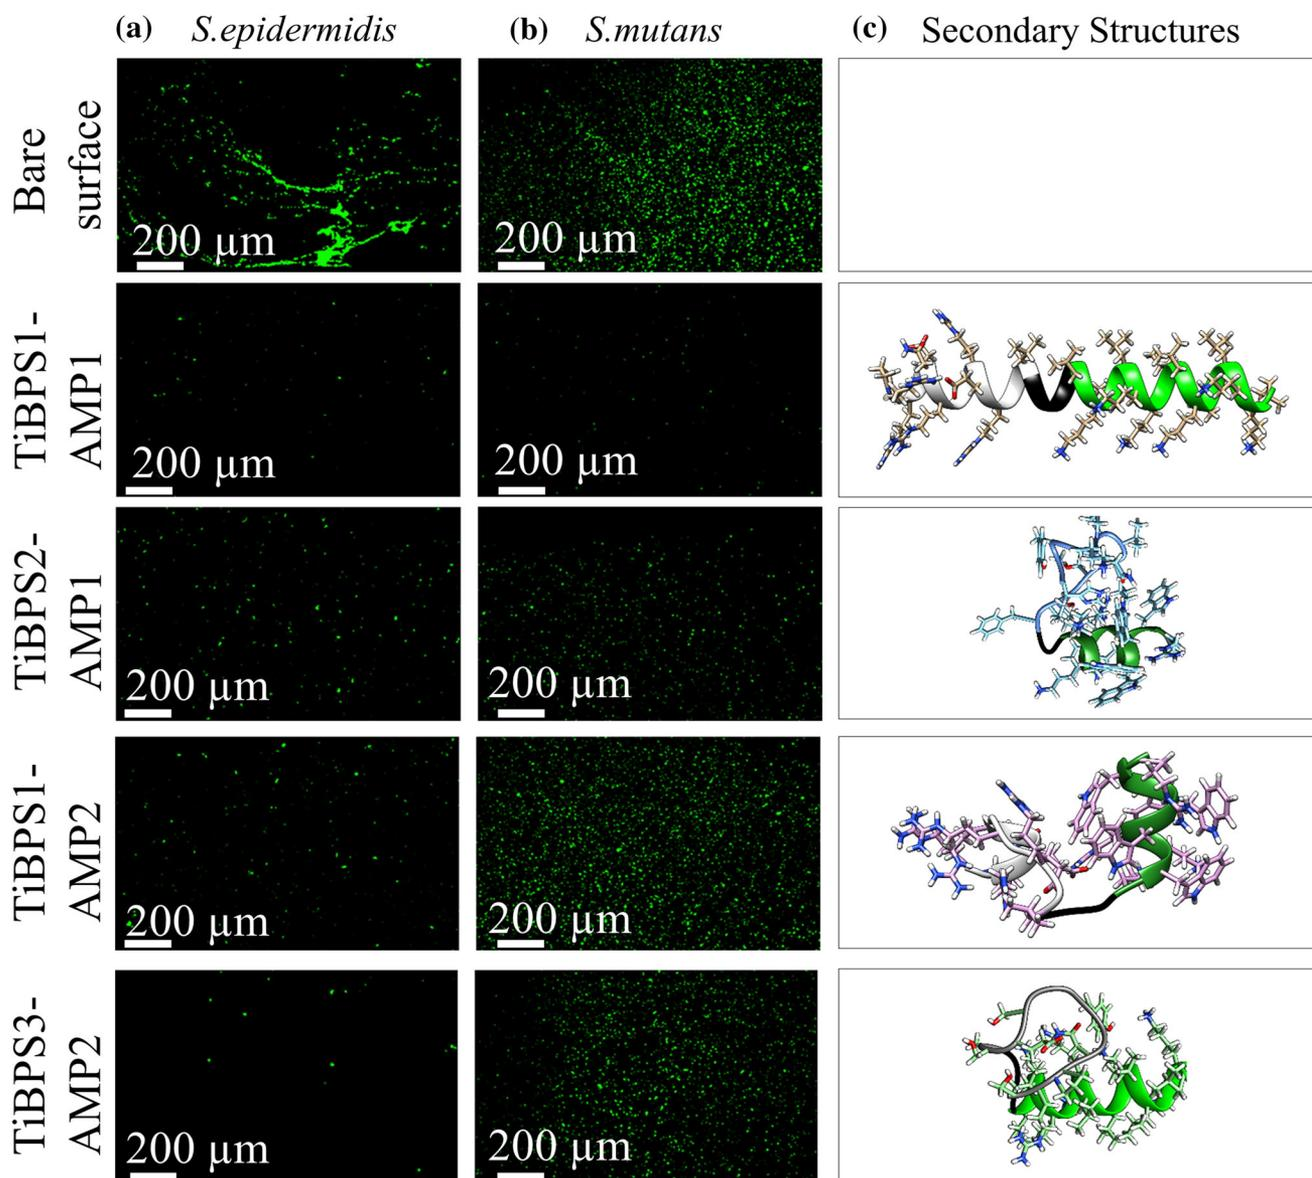 (a) S.epidermidis (b) S.mutans (c) Secondary Structures
Bare
surface
200 µm 200 µm
TiBPS1-
AMP1
200 µm 200 µm
TiBPS2-
AMP1
200 µm 200 µm
TiBPS1-
AMP2
200 µm 200 µm
TiBPS3-
AMP2
200 µm 200 µm